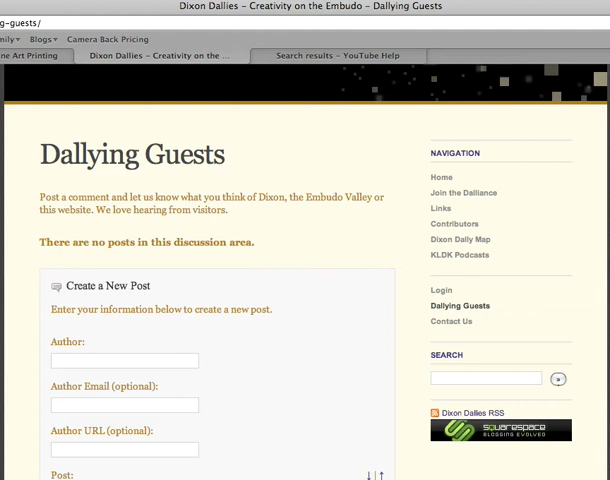 Dixon Dallies – Creativity on the Embudo – Dallying Guests
g-guests/
mily▾ Blogs▾ Camera Back Pricing
ne Art Printing Dixon Dallies – Creativity on the ... Search results - YouTube Help
Dallying Guests
Post a comment and let us know what you think of Dixon, the Embudo Valley or
this website. We love hearing from visitors.
There are no posts in this discussion area.
Create a New Post
Enter your information below to create a new post.
Author:
Author Email (optional):
Author URL (optional):
Post: ↓|↑
NAVIGATION
Home
Join the Dalliance
Links
Contributors
Dixon Dally Map
KLDK Podcasts
Login
Dallying Guests
Contact Us
SEARCH
»
Dixon Dallies RSS
SQUARESPACE
BLOGGING EVOLVED